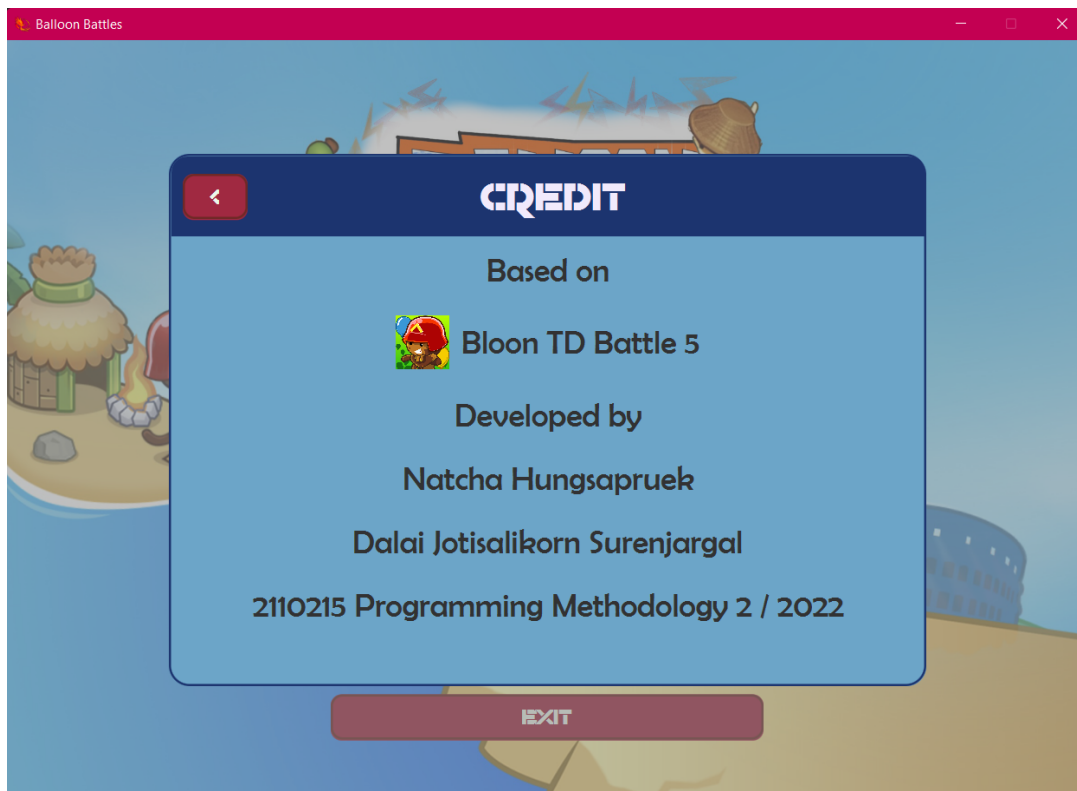 Balloon Battles
CREDIT
Based on
Bloon TD Battle 5
Developed by
Natcha Hungsapruek
Dalai Jotisalikorn Surenjargal
2110215 Programming Methodology 2 / 2022
EXIT